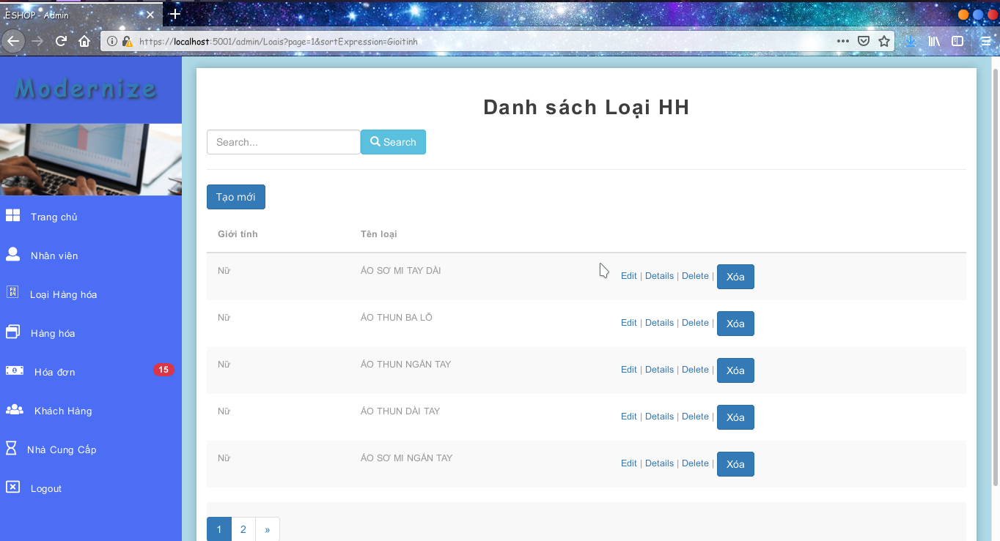 ESHOP - Admin
https://localhost:5001/admin/Loais?page=1&sortExpression=Gioitinh
Modernize
Trang chủ
Nhân viên
Loại Hàng hóa
Hàng hóa
Hóa đơn 15
Khách Hàng
Nhà Cung Cấp
Logout
Danh sách Loại HH
Search...
Search
Tạo mới
Giới tính Tên loại
Nữ ÁO SƠ MI TAY DÀI Edit | Details | Delete | Xóa
Nữ ÁO THUN BA LỖ Edit | Details | Delete | Xóa
Nữ ÁO THUN NGẮN TAY Edit | Details | Delete | Xóa
Nữ ÁO THUN DÀI TAY Edit | Details | Delete | Xóa
Nữ ÁO SƠ MI NGẮN TAY Edit | Details | Delete | Xóa
1 2 »